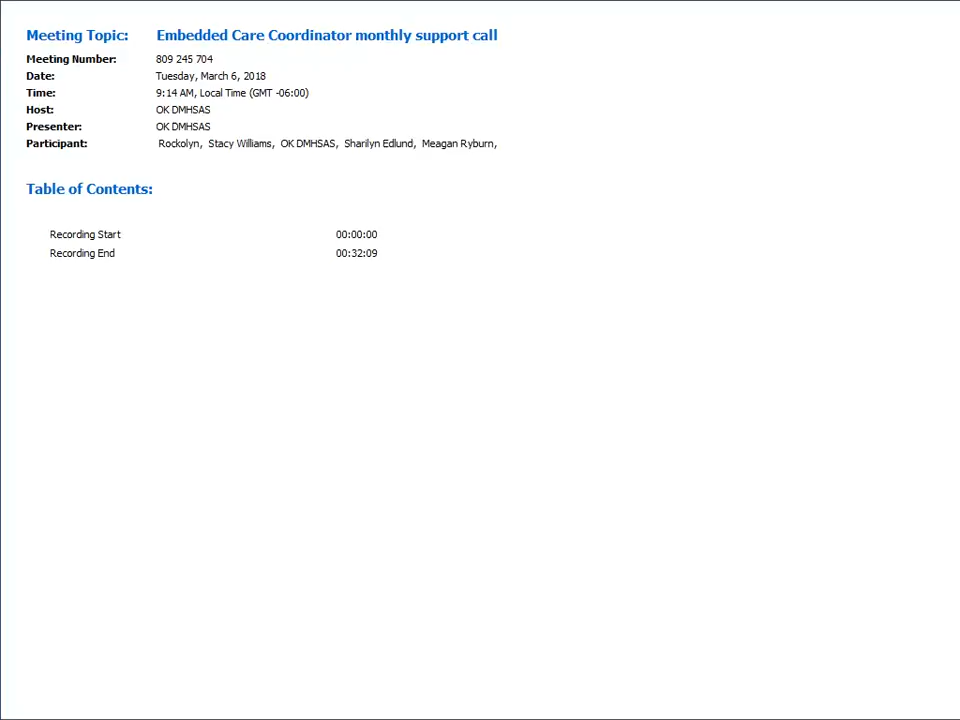 Meeting Topic: Embedded Care Coordinator monthly support call
Meeting Number: 809 245 704
Date: Tuesday, March 6, 2018
Time: 9:14 AM, Local Time (GMT -06:00)
Host: OK DMHSAS
Presenter: OK DMHSAS
Participant: Rockolyn, Stacy Williams, OK DMHSAS, Sharilyn Edlund, Meagan Ryburn,
Table of Contents:
Recording Start 00:00:00
Recording End 00:32:09